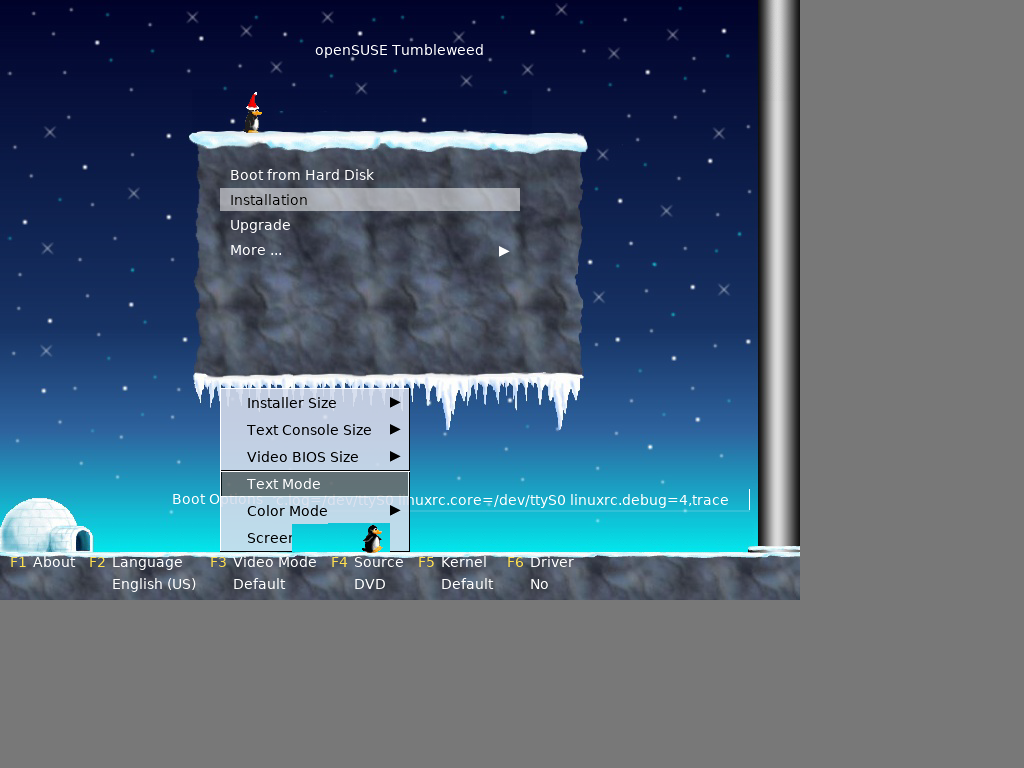 openSUSE Tumbleweed
Boot from Hard Disk
Installation
Upgrade
More ...
Installer Size
Text Console Size
Video BIOS Size
Text Mode
Boot Options c.log=/dev/ttyS0 linuxrc.core=/dev/ttyS0 linuxrc.debug=4,trace
Color Mode
F1 About F2 Language F3 Video Mode F4 Source F5 Kernel F6 Driver
English (US) Default DVD Default No